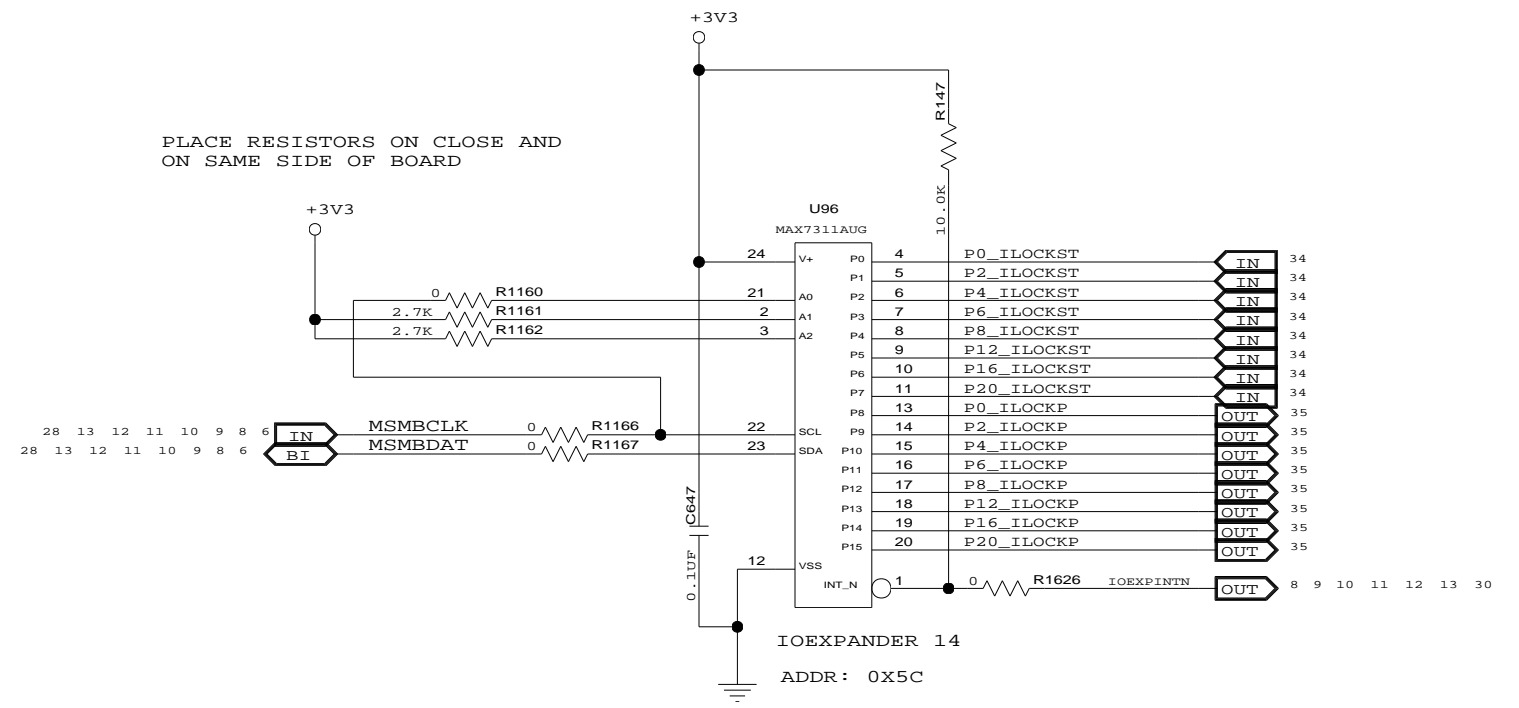 +3V3
R147
10.0K
PLACE RESISTORS ON CLOSE AND
ON SAME SIDE OF BOARD
+3V3
U96
MAX7311AUG
24 V+ P0 4 P0_ILOCKST IN 34
P1 5 P2_ILOCKST IN 34
0 R1160 21 A0 P2 6 P4_ILOCKST IN 34
2.7K R1161 2 A1 P3 7 P6_ILOCKST IN 34
2.7K R1162 3 A2 P4 8 P8_ILOCKST IN 34
P5 9 P12_ILOCKST IN 34
P6 10 P16_ILOCKST IN 34
P7 11 P20_ILOCKST IN 34
P8 13 P0_ILOCKP OUT 35
28 13 12 11 10 9 8 6 IN MSMBCLK 0 R1166 22 SCL P9 14 P2_ILOCKP OUT 35
28 13 12 11 10 9 8 6 BI MSMBDAT 0 R1167 23 SDA P10 15 P4_ILOCKP OUT 35
P11 16 P6_ILOCKP OUT 35
P12 17 P8_ILOCKP OUT 35
P13 18 P12_ILOCKP OUT 35
P14 19 P16_ILOCKP OUT 35
P15 20 P20_ILOCKP OUT 35
C647
0.1UF
12 VSS
INT_N 1 0 R1626 IOEXPINTN OUT 8 9 10 11 12 13 30
IOEXPANDER 14
ADDR: 0X5C